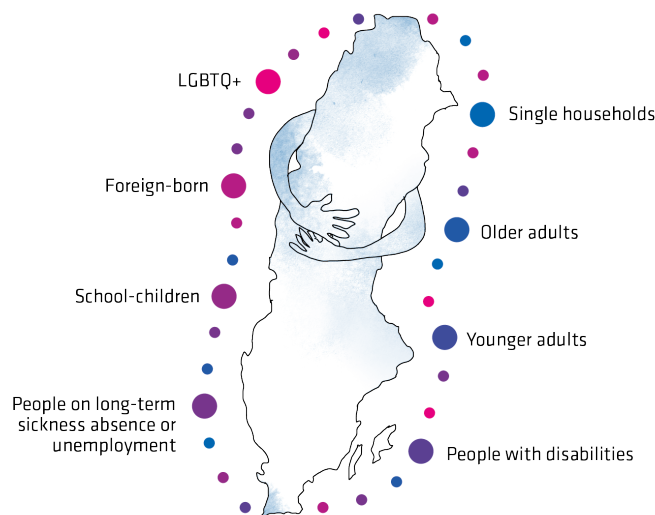 LGBTQ+
Single households
Foreign-born
Older adults
School-children
Younger adults
People on long-term
sickness absence or
unemployment
People with disabilities